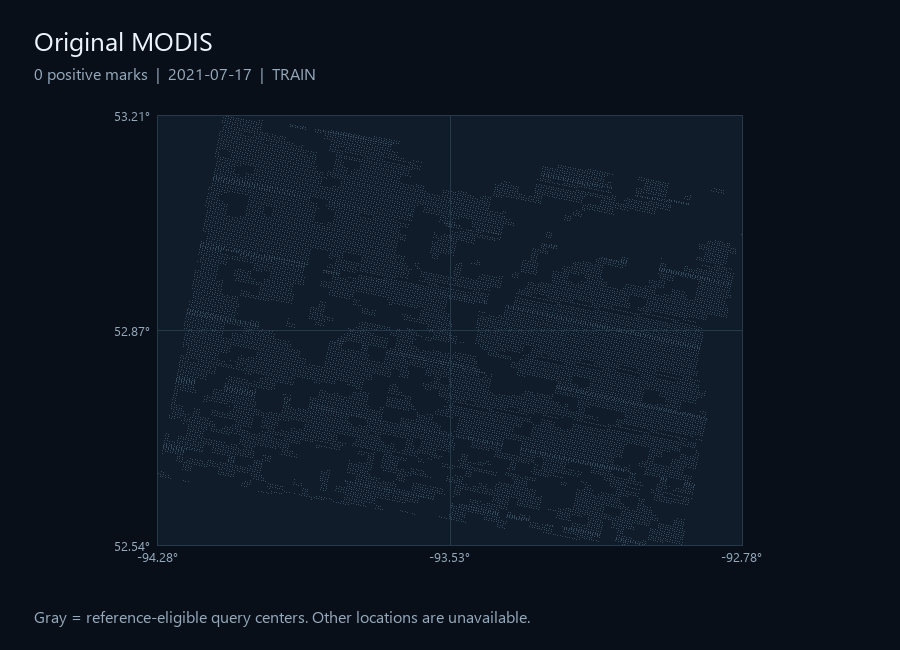 Original MODIS
0 positive marks | 2021-07-17 | TRAIN
53.21°
52.87°
52.54°
-94.28°
-93.53°
-92.78°
Gray = reference-eligible query centers. Other locations are unavailable.